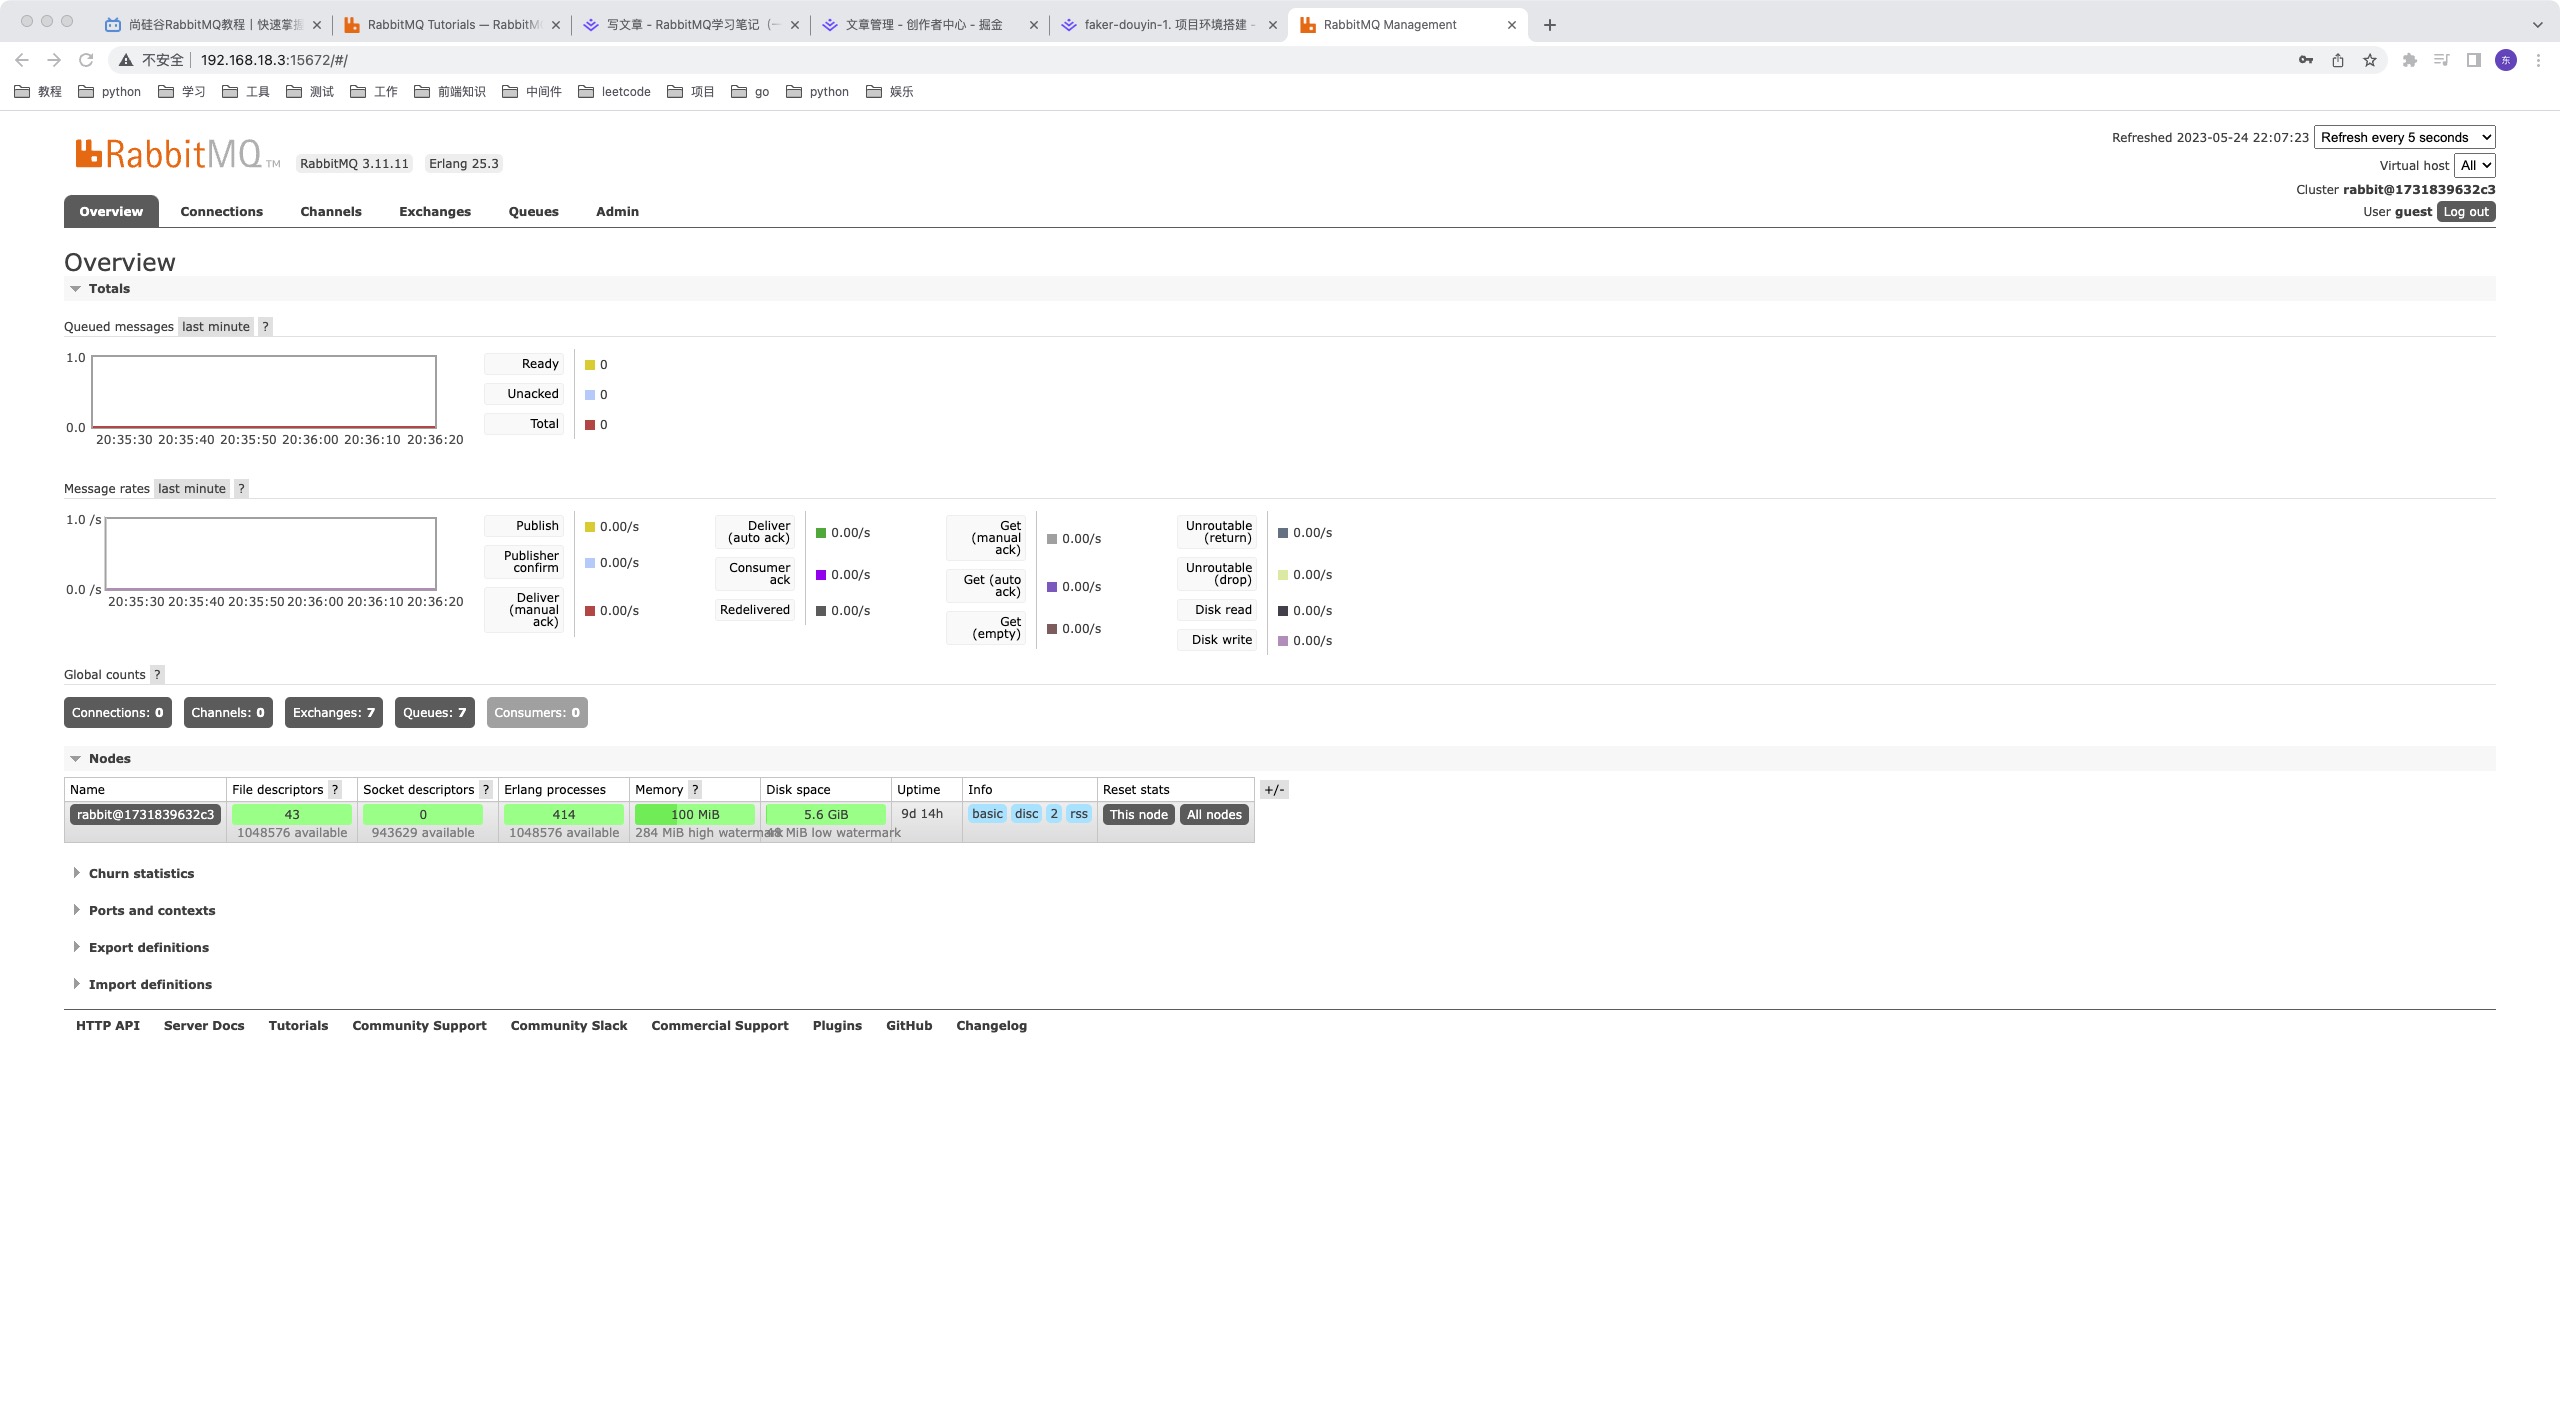 尚硅谷RabbitMQ教程丨快速掌握
RabbitMQ Tutorials — RabbitM
写文章 - RabbitMQ学习笔记（一
文章管理 - 创作者中心 - 掘金
faker-douyin-1. 项目环境搭建 -
RabbitMQ Management
不安全 192.168.18.3:15672/#/
东
教程 python 学习 工具 测试 工作 前端知识 中间件 leetcode 项目 go python 娱乐
RabbitMQ TM RabbitMQ 3.11.11 Erlang 25.3
Refreshed 2023-05-24 22:07:23 Refresh every 5 seconds
Virtual host All
Cluster rabbit@1731839632c3
User guest Log out
Overview Connections Channels Exchanges Queues Admin
Overview
Totals
Queued messages last minute ?
1.0
0.0
20:35:30 20:35:40 20:35:50 20:36:00 20:36:10 20:36:20
Ready 0
Unacked 0
Total 0
Message rates last minute ?
1.0 /s
0.0 /s
20:35:30 20:35:40 20:35:50 20:36:00 20:36:10 20:36:20
Publish 0.00/s
Publisher
confirm 0.00/s
Deliver
(manual
ack) 0.00/s
Deliver
(auto ack) 0.00/s
Consumer
ack 0.00/s
Redelivered 0.00/s
Get
(manual
ack) 0.00/s
Get (auto
ack) 0.00/s
Get
(empty) 0.00/s
Unroutable
(return) 0.00/s
Unroutable
(drop) 0.00/s
Disk read 0.00/s
Disk write 0.00/s
Global counts ?
Connections: 0 Channels: 0 Exchanges: 7 Queues: 7 Consumers: 0
Nodes
Name File descriptors ? Socket descriptors ? Erlang processes Memory ? Disk space Uptime Info Reset stats +/-
rabbit@1731839632c3 43 0 414 100 MiB 5.6 GiB 9d 14h basic disc 2 rss This node All nodes
1048576 available 943629 available 1048576 available 284 MiB high watermark MiB low watermark
Churn statistics
Ports and contexts
Export definitions
Import definitions
HTTP API Server Docs Tutorials Community Support Community Slack Commercial Support Plugins GitHub Changelog